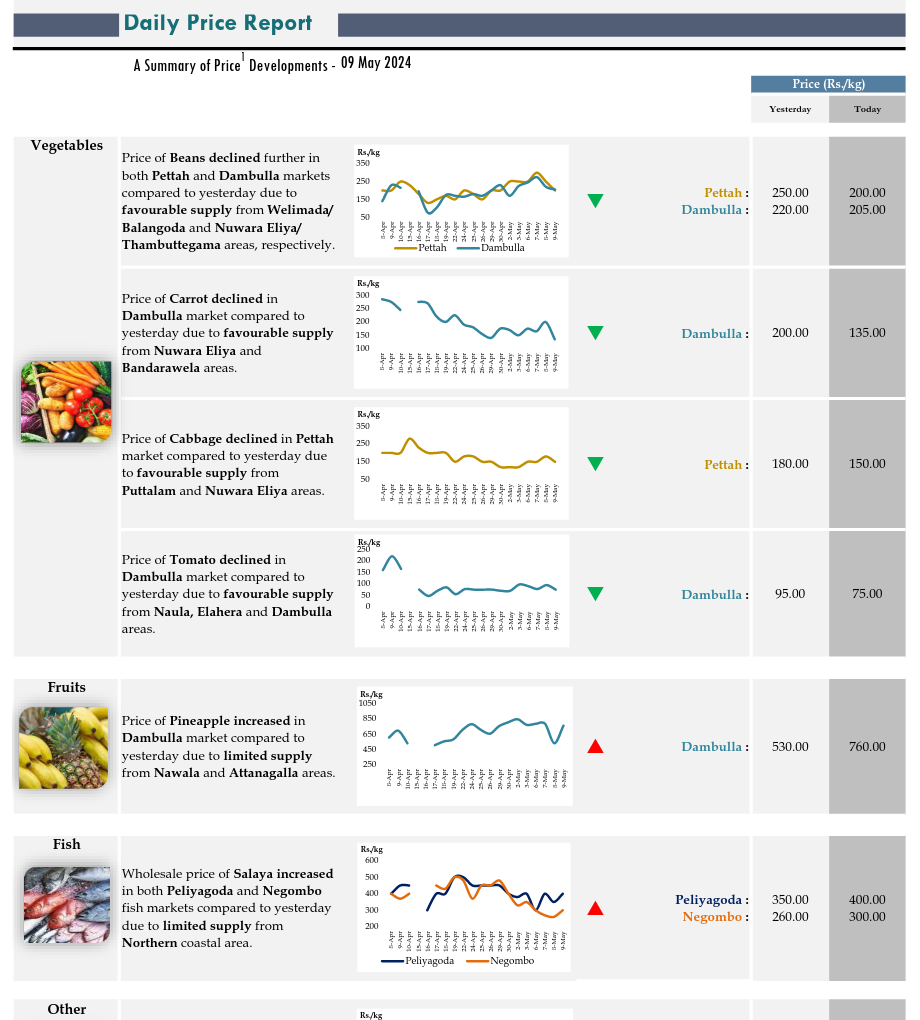 Daily Price Report
A Summary of Price¹ Developments - 09 May 2024
Price (Rs./kg)
Yesterday Today
Vegetables
Price of Beans declined further in
both Pettah and Dambulla markets
compared to yesterday due to
favourable supply from Welimada/
Balangoda and Nuwara Eliya/
Thambuttegama areas, respectively.
Rs./kg
350
250
150
50
8-Apr 9-Apr 10-Apr 15-Apr 16-Apr 17-Apr 18-Apr 19-Apr 22-Apr 24-Apr 25-Apr 26-Apr 29-Apr 30-Apr 2-May 3-May 6-May 7-May 8-May 9-May
Pettah Dambulla
Pettah : 250.00 200.00
Dambulla : 220.00 205.00
Price of Carrot declined in
Dambulla market compared to
yesterday due to favourable supply
from Nuwara Eliya and
Bandarawela areas.
Rs./kg
300
250
200
150
100
8-Apr 9-Apr 10-Apr 15-Apr 16-Apr 17-Apr 18-Apr 19-Apr 22-Apr 24-Apr 25-Apr 26-Apr 29-Apr 30-Apr 2-May 3-May 6-May 7-May 8-May 9-May
Dambulla : 200.00 135.00
Price of Cabbage declined in Pettah
market compared to yesterday due
to favourable supply from
Puttalam and Nuwara Eliya areas.
Rs./kg
350
250
150
50
8-Apr 9-Apr 10-Apr 15-Apr 16-Apr 17-Apr 18-Apr 19-Apr 22-Apr 24-Apr 25-Apr 26-Apr 29-Apr 30-Apr 2-May 3-May 6-May 7-May 8-May 9-May
Pettah : 180.00 150.00
Price of Tomato declined in
Dambulla market compared to
yesterday due to favourable supply
from Naula, Elahera and Dambulla
areas.
Rs./kg
250
200
150
100
50
0
8-Apr 9-Apr 10-Apr 15-Apr 16-Apr 17-Apr 18-Apr 19-Apr 22-Apr 24-Apr 25-Apr 26-Apr 29-Apr 30-Apr 2-May 3-May 6-May 7-May 8-May 9-May
Dambulla : 95.00 75.00
Fruits
Price of Pineapple increased in
Dambulla market compared to
yesterday due to limited supply
from Nawala and Attanagalla areas.
Rs./kg
1050
850
650
450
250
8-Apr 9-Apr 10-Apr 15-Apr 16-Apr 17-Apr 18-Apr 19-Apr 22-Apr 24-Apr 25-Apr 26-Apr 29-Apr 30-Apr 2-May 3-May 6-May 7-May 8-May 9-May
Dambulla : 530.00 760.00
Fish
Wholesale price of Salaya increased
in both Peliyagoda and Negombo
fish markets compared to yesterday
due to limited supply from
Northern coastal area.
Rs./kg
600
500
400
300
200
8-Apr 9-Apr 10-Apr 15-Apr 16-Apr 17-Apr 18-Apr 19-Apr 22-Apr 24-Apr 25-Apr 26-Apr 29-Apr 30-Apr 2-May 3-May 6-May 7-May 8-May 9-May
Peliyagoda Negombo
Peliyagoda : 350.00 400.00
Negombo : 260.00 300.00
Other
Rs./kg